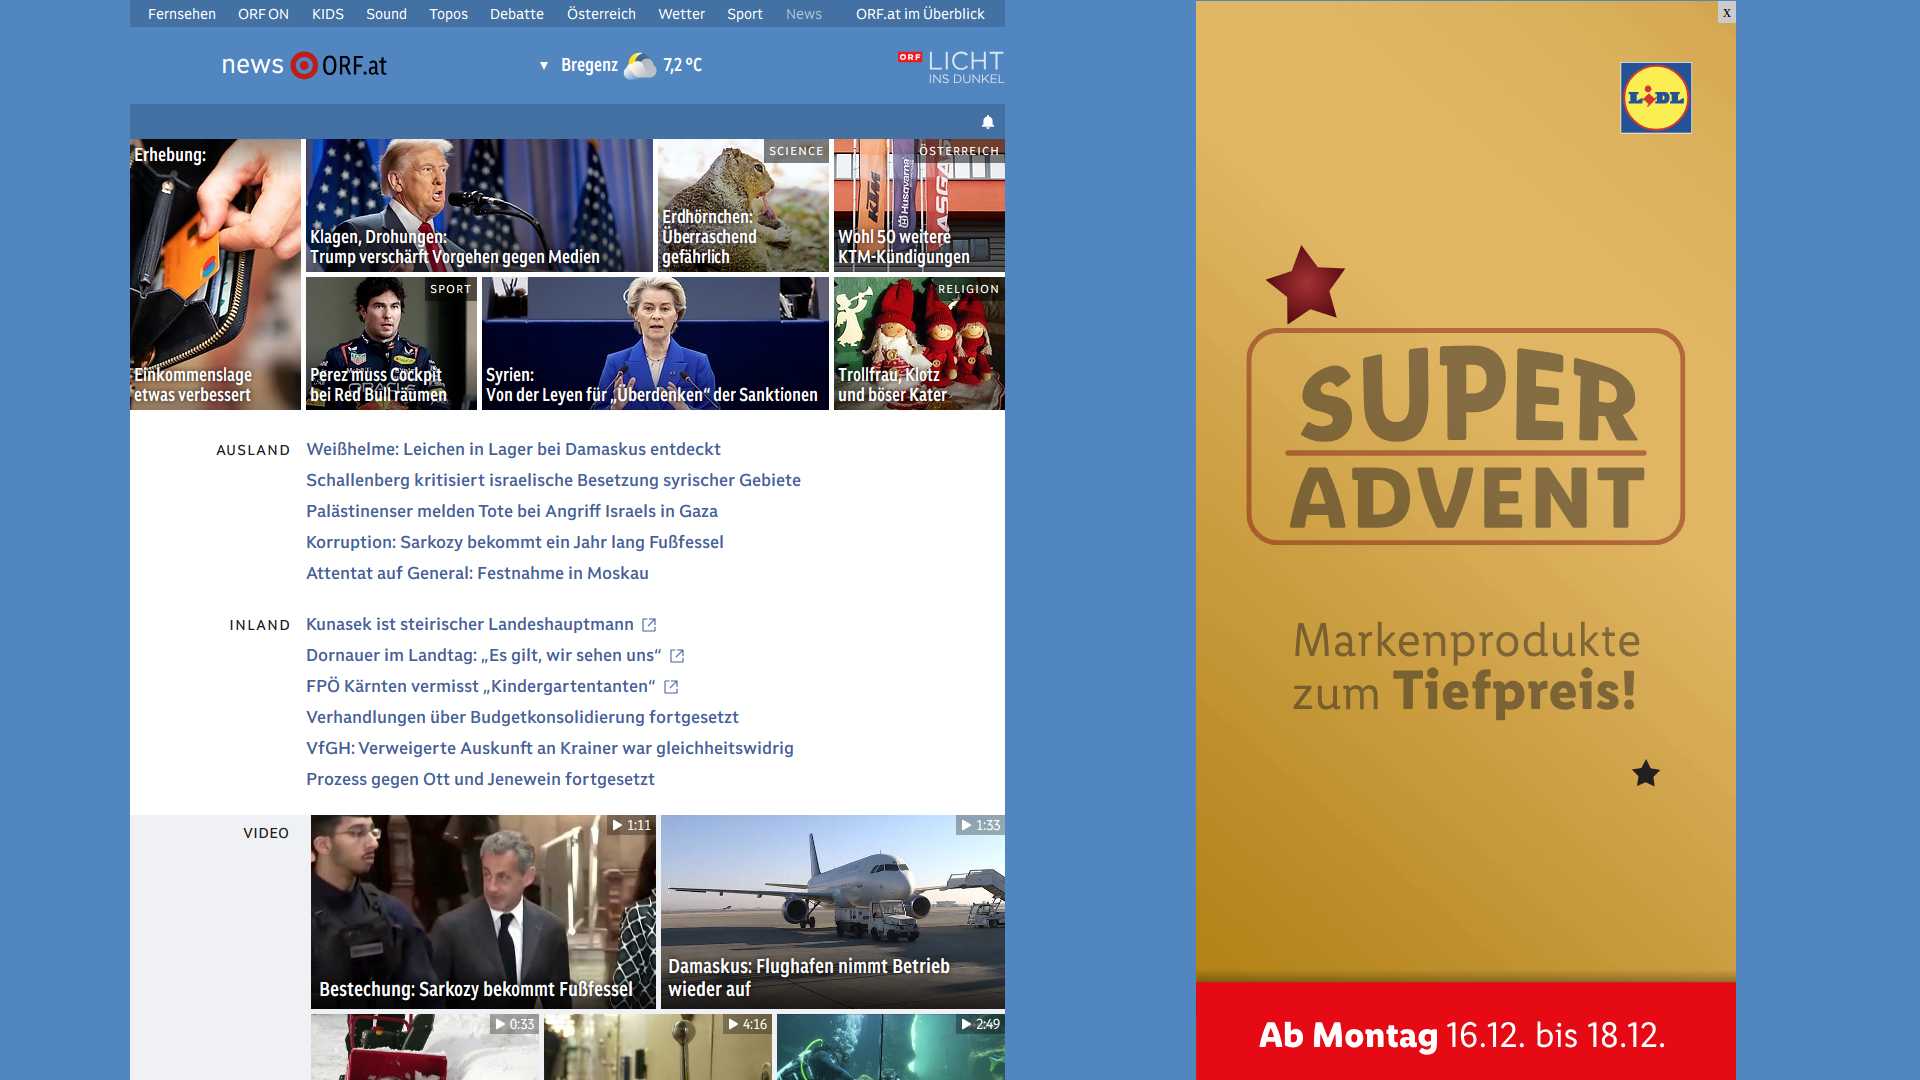 Fernsehen ORF ON KIDS Sound Topos Debatte Österreich Wetter Sport News ORF.at im Überblick
x
news ORF.at
Bregenz 7,2 °C
ORF LICHT
INS DUNKEL
LIDL
Erhebung:
Einkommenslage
etwas verbessert
Klagen, Drohungen:
Trump verschärft Vorgehen gegen Medien
SCIENCE
Erdhörnchen:
Überraschend
gefährlich
ÖSTERREICH
KTM
Husqvarna
GASGA
Wohl 50 weitere
KTM-Kündigungen
SPORT
ORACLE
Perez muss Cockpit
bei Red Bull räumen
Syrien:
Von der Leyen für „Überdenken“ der Sanktionen
RELIGION
Trollfrau, Klotz
und böser Kater
AUSLAND
Weißhelme: Leichen in Lager bei Damaskus entdeckt
Schallenberg kritisiert israelische Besetzung syrischer Gebiete
Palästinenser melden Tote bei Angriff Israels in Gaza
Korruption: Sarkozy bekommt ein Jahr lang Fußfessel
Attentat auf General: Festnahme in Moskau
INLAND
Kunasek ist steirischer Landeshauptmann
Dornauer im Landtag: „Es gilt, wir sehen uns“
FPÖ Kärnten vermisst „Kindergartentanten“
Verhandlungen über Budgetkonsolidierung fortgesetzt
VfGH: Verweigerte Auskunft an Krainer war gleichheitswidrig
Prozess gegen Ott und Jenewein fortgesetzt
VIDEO
1:11
Bestechung: Sarkozy bekommt Fußfessel
1:33
Damaskus: Flughafen nimmt Betrieb
wieder auf
0:33
4:16
2:49
SUPER
ADVENT
Markenprodukte
zum Tiefpreis!
Ab Montag 16.12. bis 18.12.